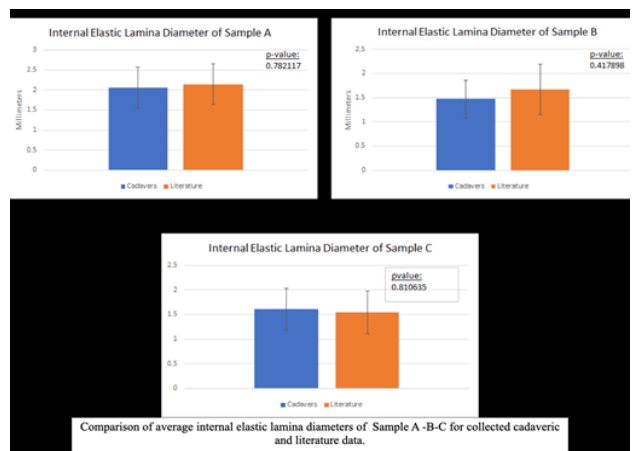 Internal Elastic Lamina Diameter of Sample A
p-value:
0.782117
3
2.5
2
1.5
1
0.5
0
Millimeters
Cadavers Literature
Internal Elastic Lamina Diameter of Sample B
p-value:
0.417898
2.5
2
1.5
1
0.5
0
Millimeters
Cadavers Literature
Internal Elastic Lamina Diameter of Sample C
pvalue:
0.810635
2.5
2
1.5
1
0.5
0
Cadavers Literature
Comparison of average internal elastic lamina diameters of Sample A -B-C for collected cadaveric
and literature data.